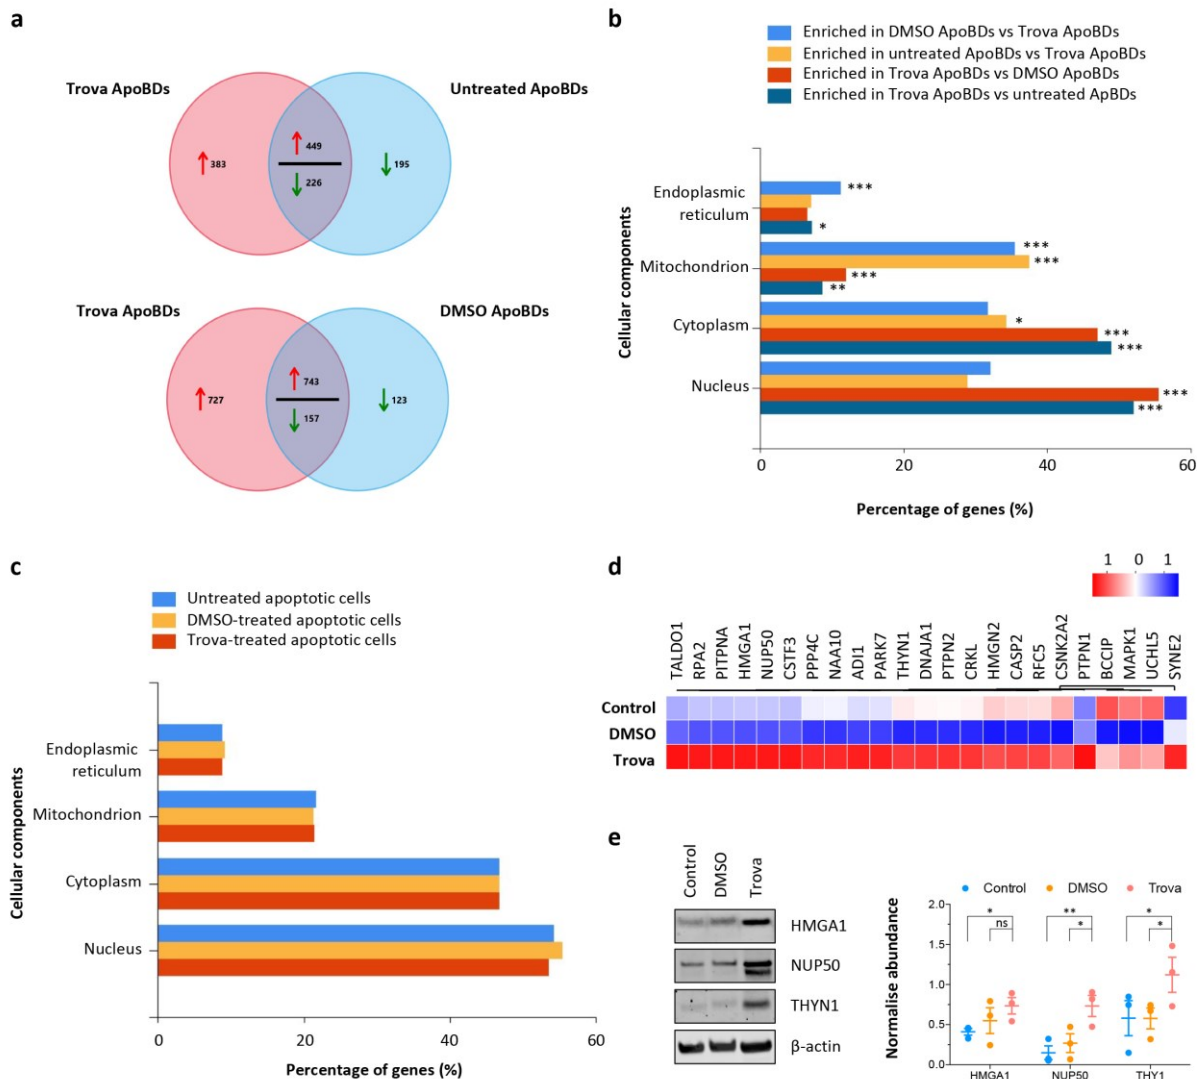 a
Trova ApoBDs
Untreated ApoBDs
383
449
226
195
Trova ApoBDs
DMSO ApoBDs
727
743
157
123
b
Enriched in DMSO ApoBDs vs Trova ApoBDs
Enriched in untreated ApoBDs vs Trova ApoBDs
Enriched in Trova ApoBDs vs DMSO ApoBDs
Enriched in Trova ApoBDs vs untreated ApBDs
Cellular components
Endoplasmic
reticulum
Mitochondrion
Cytoplasm
Nucleus
***
*
***
***
***
**
*
***
***
***
***
0 20 40 60
Percentage of genes (%)
c
Untreated apoptotic cells
DMSO-treated apoptotic cells
Trova-treated apoptotic cells
Cellular components
Endoplasmic
reticulum
Mitochondrion
Cytoplasm
Nucleus
0 20 40 60
Percentage of genes (%)
d
1 0 1
TALDO1
RPA2
PITPNA
HMGA1
NUP50
CSTF3
PPP4C
NAA10
ADI1
PARK7
THYN1
DNAJA1
PTPN2
CRKL
HMGN2
CASP2
RFC5
CSNK2A2
PTPN1
BCCIP
MAPK1
UCHL5
SYNE2
Control
DMSO
Trova
e
Control
DMSO
Trova
HMGA1
NUP50
THYN1
β-actin
Control DMSO Trova
Normalise abundance
2.0
1.5
1.0
0.5
0.0
* ** *
ns * *
HMGA1 NUP50 THY1